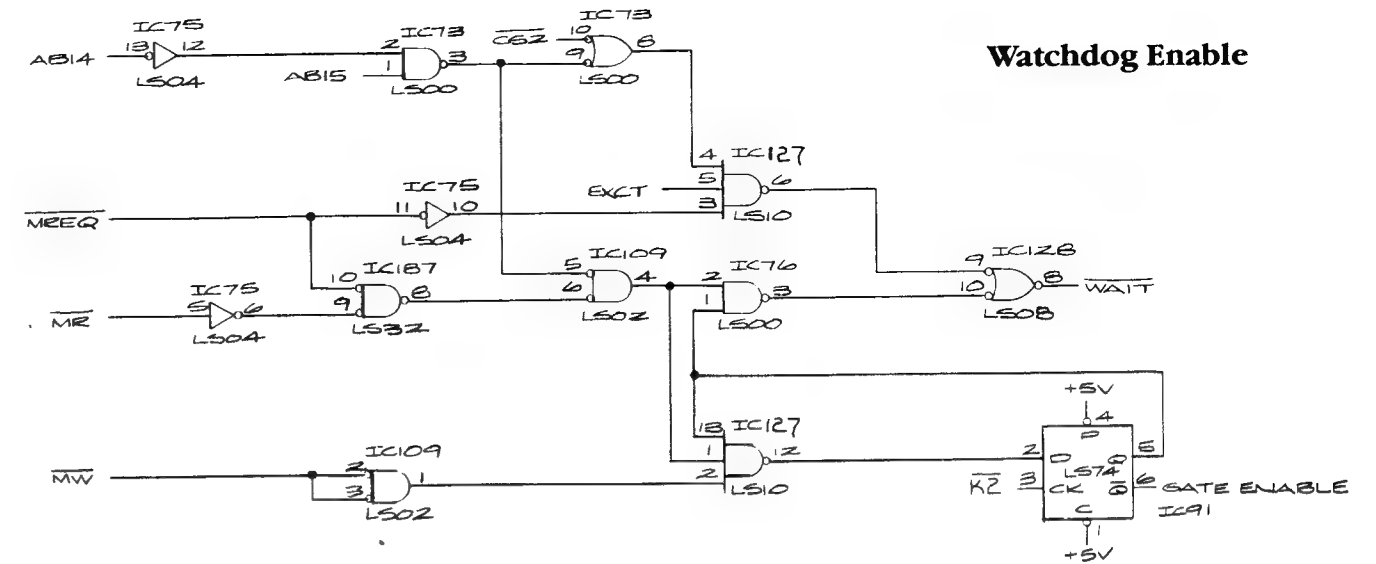 Watchdog Enable
IC75
13 12
AB14
LS04
IC73
2
1 3
AB15
LS00
IC73
CS2
10
9 8
LS00
IC127
4
5
3 6
EXCT
LS10
IC75
11 10
LS04
MREQ
IC187
10
9 8
LS32
IC75
5 6
MR
LS04
IC109
5
6 4
LS02
IC76
2
1 3
LS00
IC128
9
10 8
WAIT
LS08
IC127
13
1
2 12
LS10
IC109
2
3 1
MW
LS02
+5V
4
P
2 D Q 5
LS74
K2 3 CK Q 6 GATE ENABLE
IC91
C
1
+5V